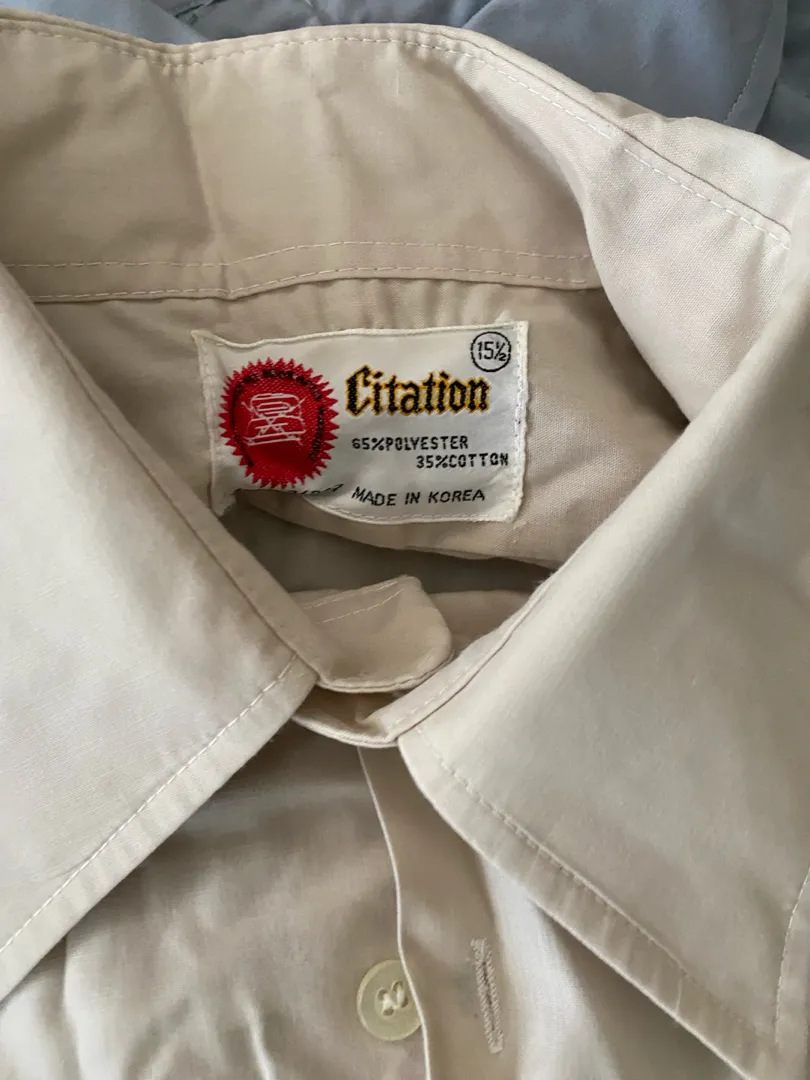 15½
Citation
65%POLYESTER
35%COTTON
MADE IN KOREA